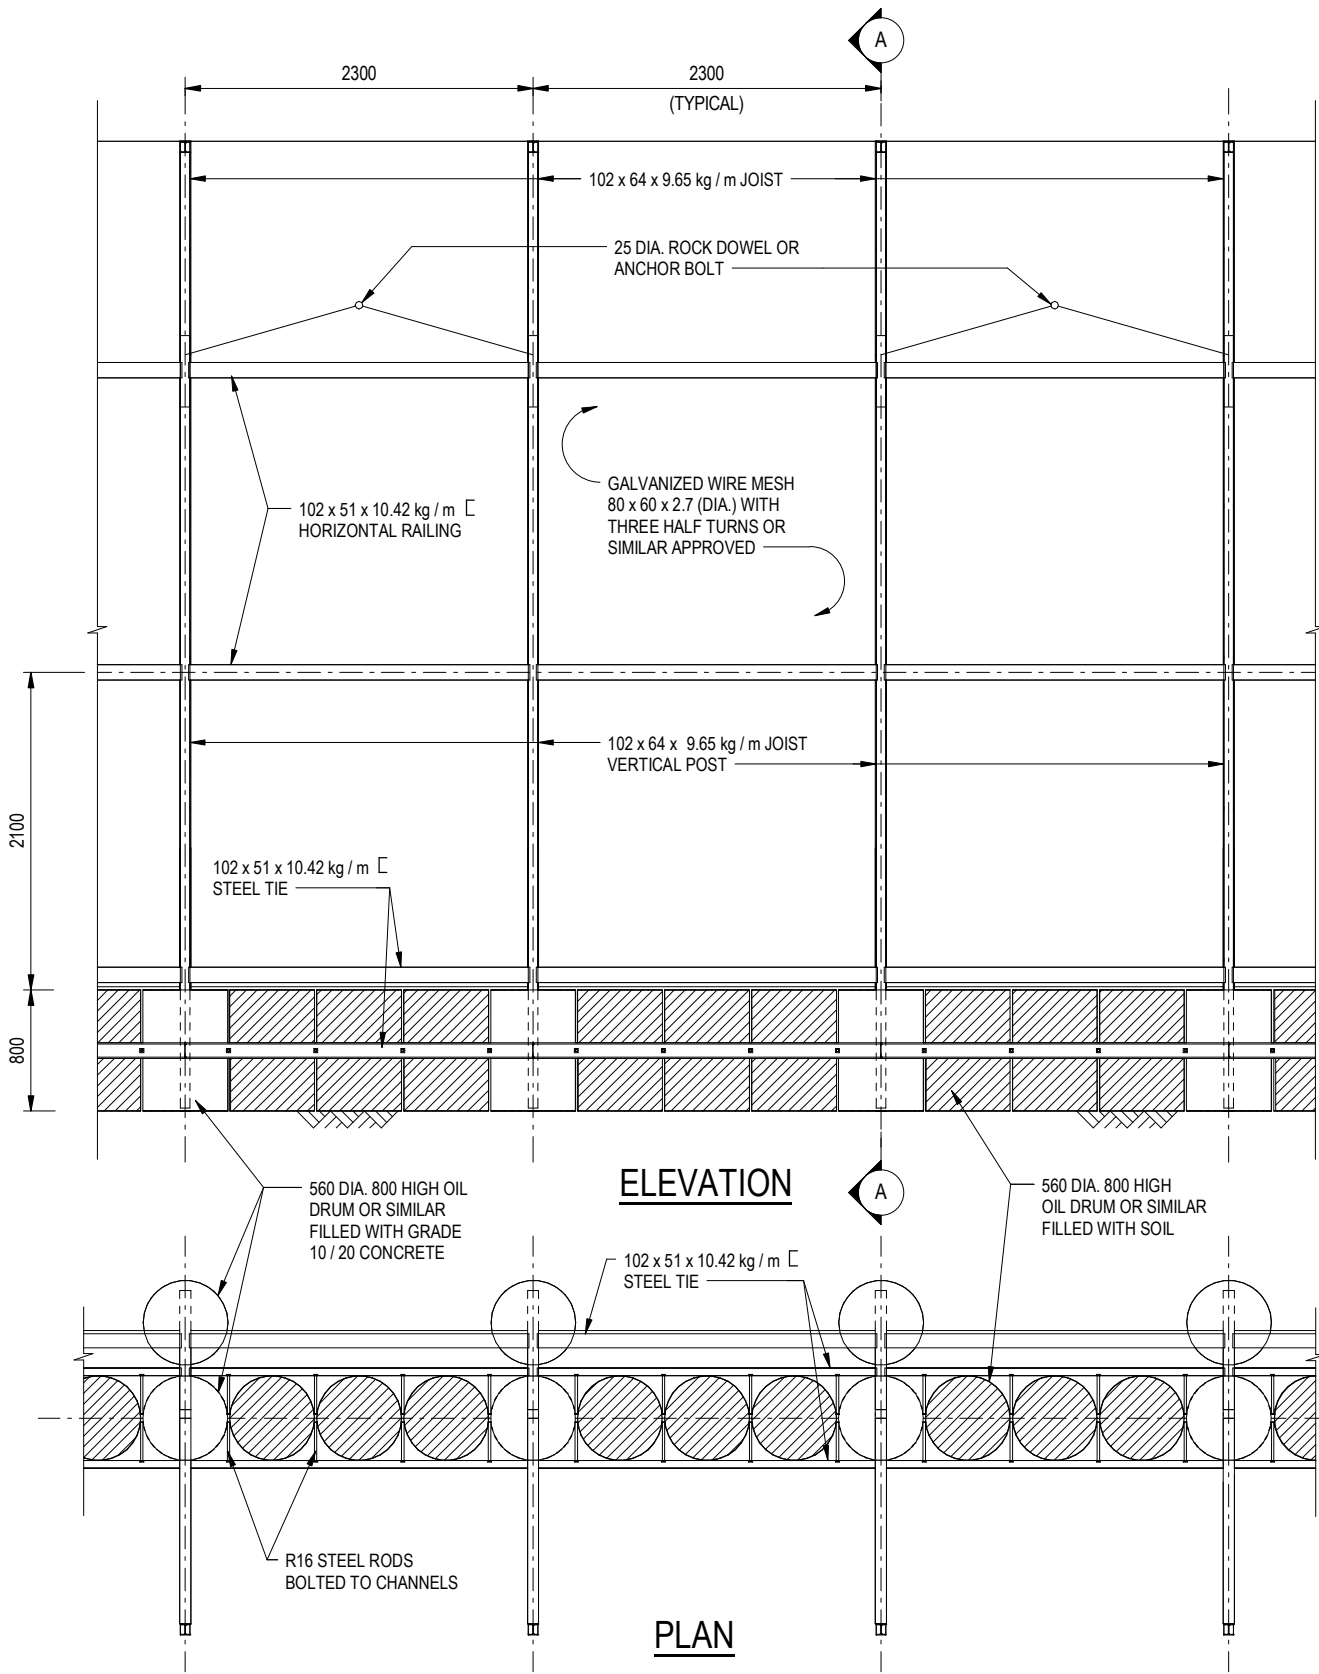 A
2300
2300
(TYPICAL)
102 x 64 x 9.65 kg / m JOIST
25 DIA. ROCK DOWEL OR
ANCHOR BOLT
GALVANIZED WIRE MESH
80 x 60 x 2.7 (DIA.) WITH
THREE HALF TURNS OR
SIMILAR APPROVED
102 x 51 x 10.42 kg / m
HORIZONTAL RAILING
102 x 64 x 9.65 kg / m JOIST
VERTICAL POST
2100
102 x 51 x 10.42 kg / m
STEEL TIE
800
ELEVATION
A
560 DIA. 800 HIGH OIL
DRUM OR SIMILAR
FILLED WITH GRADE
10 / 20 CONCRETE
560 DIA. 800 HIGH
OIL DRUM OR SIMILAR
FILLED WITH SOIL
102 x 51 x 10.42 kg / m
STEEL TIE
R16 STEEL RODS
BOLTED TO CHANNELS
PLAN